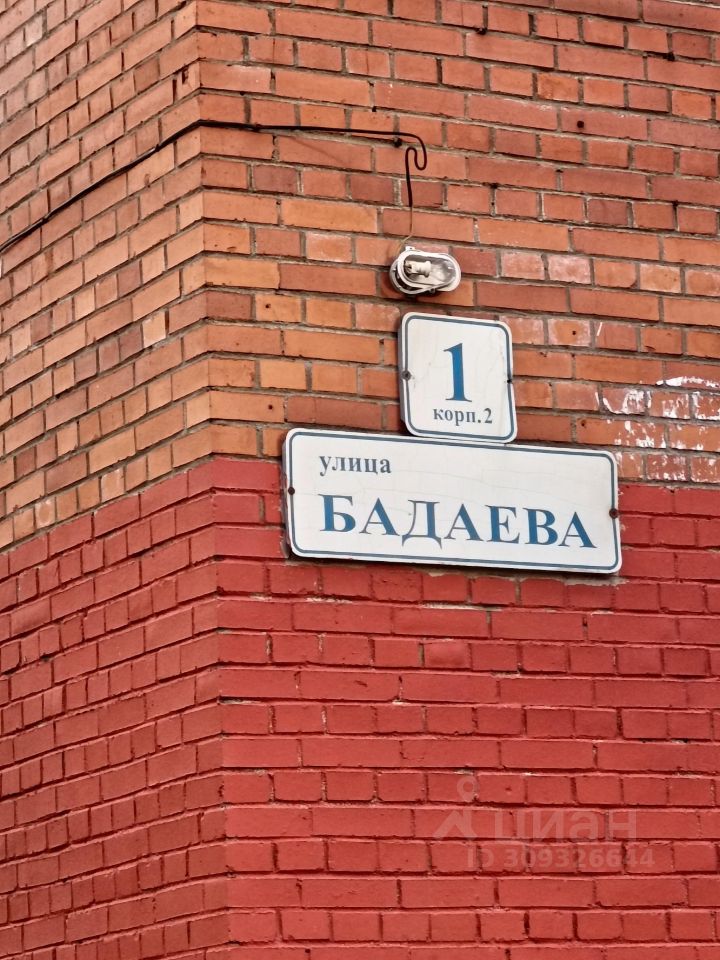 1
корп.2
улица
БАДАЕВА
циан
ID 309326644